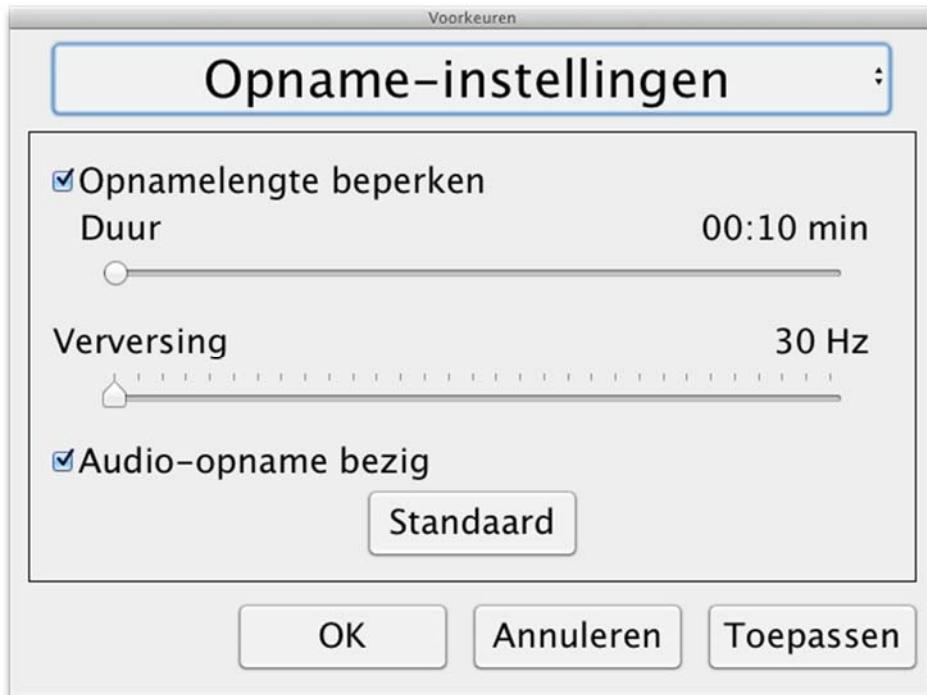 Voorkeuren
Opname-instellingen
Opnamelengte beperken
Duur 00:10 min
Verversing 30 Hz
Audio-opname bezig
Standaard
OK Annuleren Toepassen